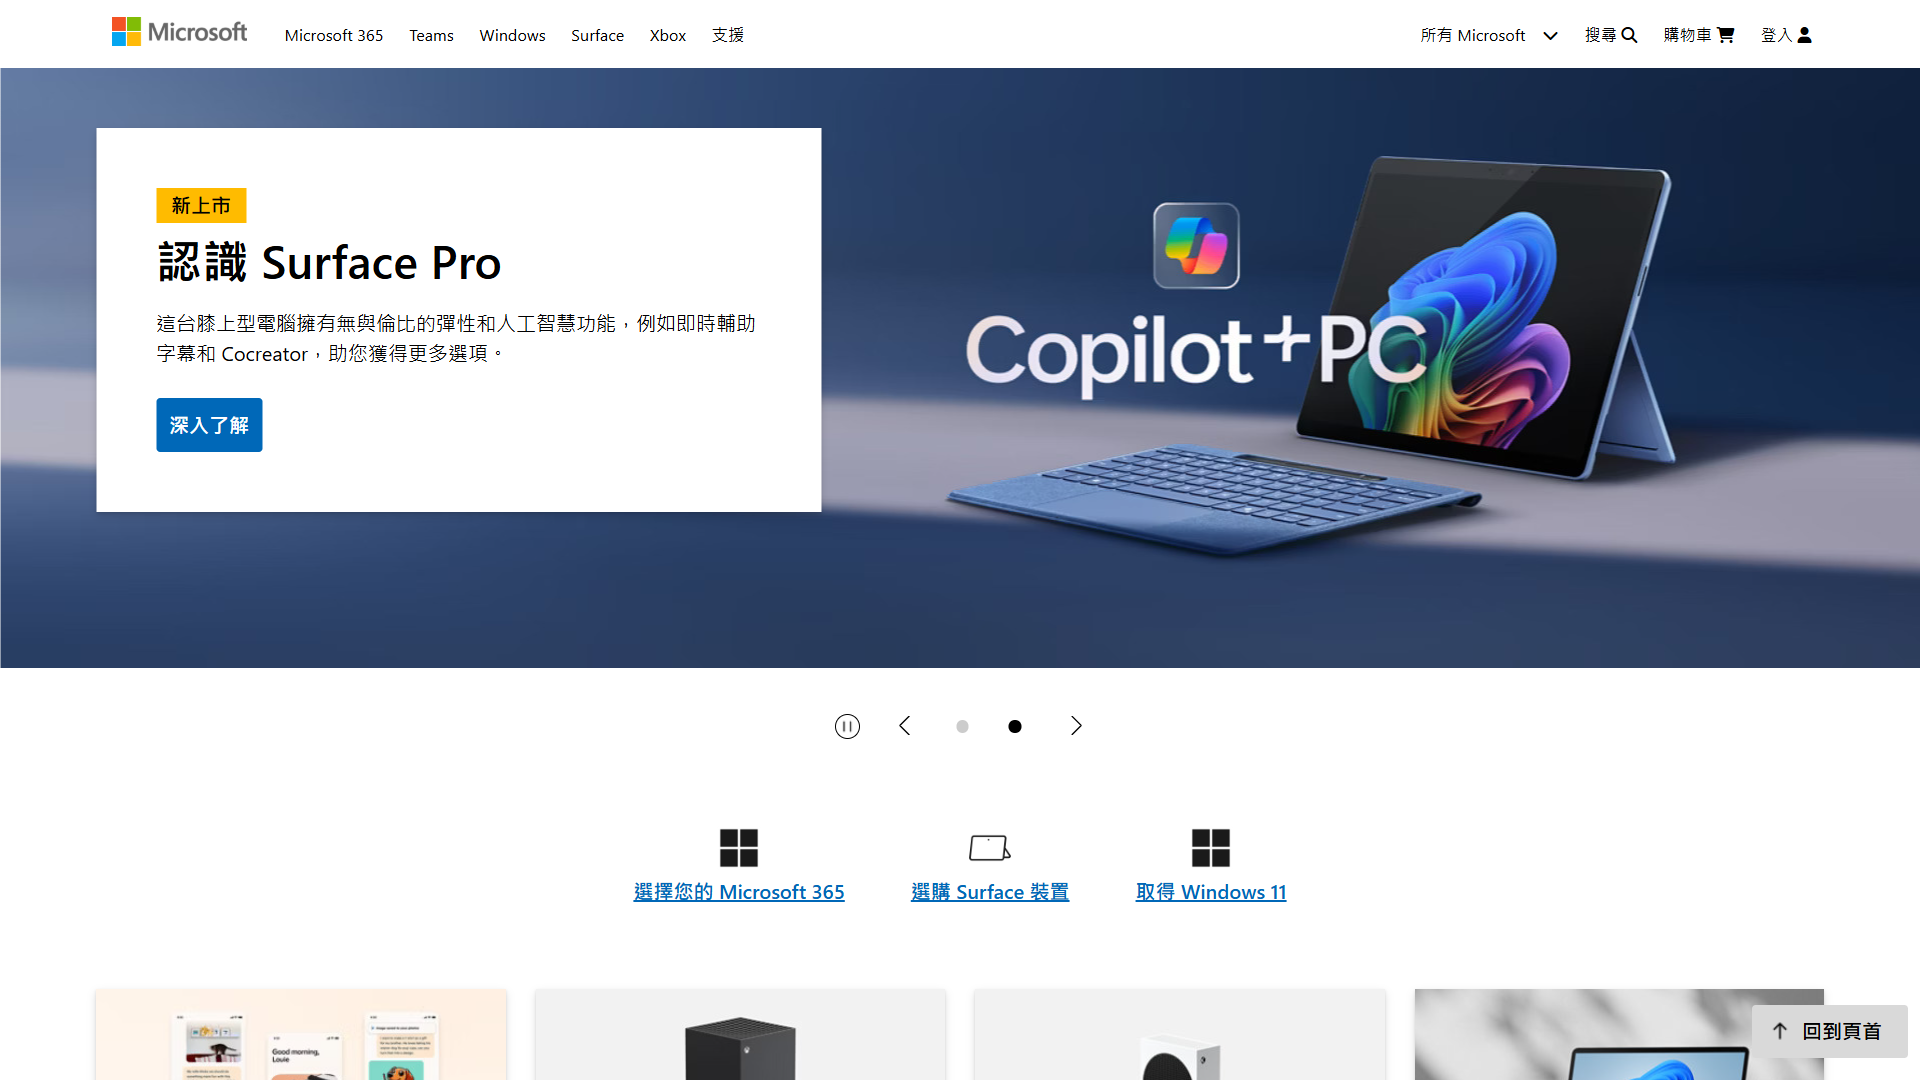 Microsoft
Microsoft 365
Teams
Windows
Surface
Xbox
支援
所有 Microsoft
搜尋
購物車
登入
新上市
認識 Surface Pro
這台膝上型電腦擁有無與倫比的彈性和人工智慧功能，例如即時輔助
字幕和 Cocreator，助您獲得更多選項。
深入了解
Copilot+PC
選擇您的 Microsoft 365
選購 Surface 裝置
取得 Windows 11
Good morning,
Louie
回到頁首